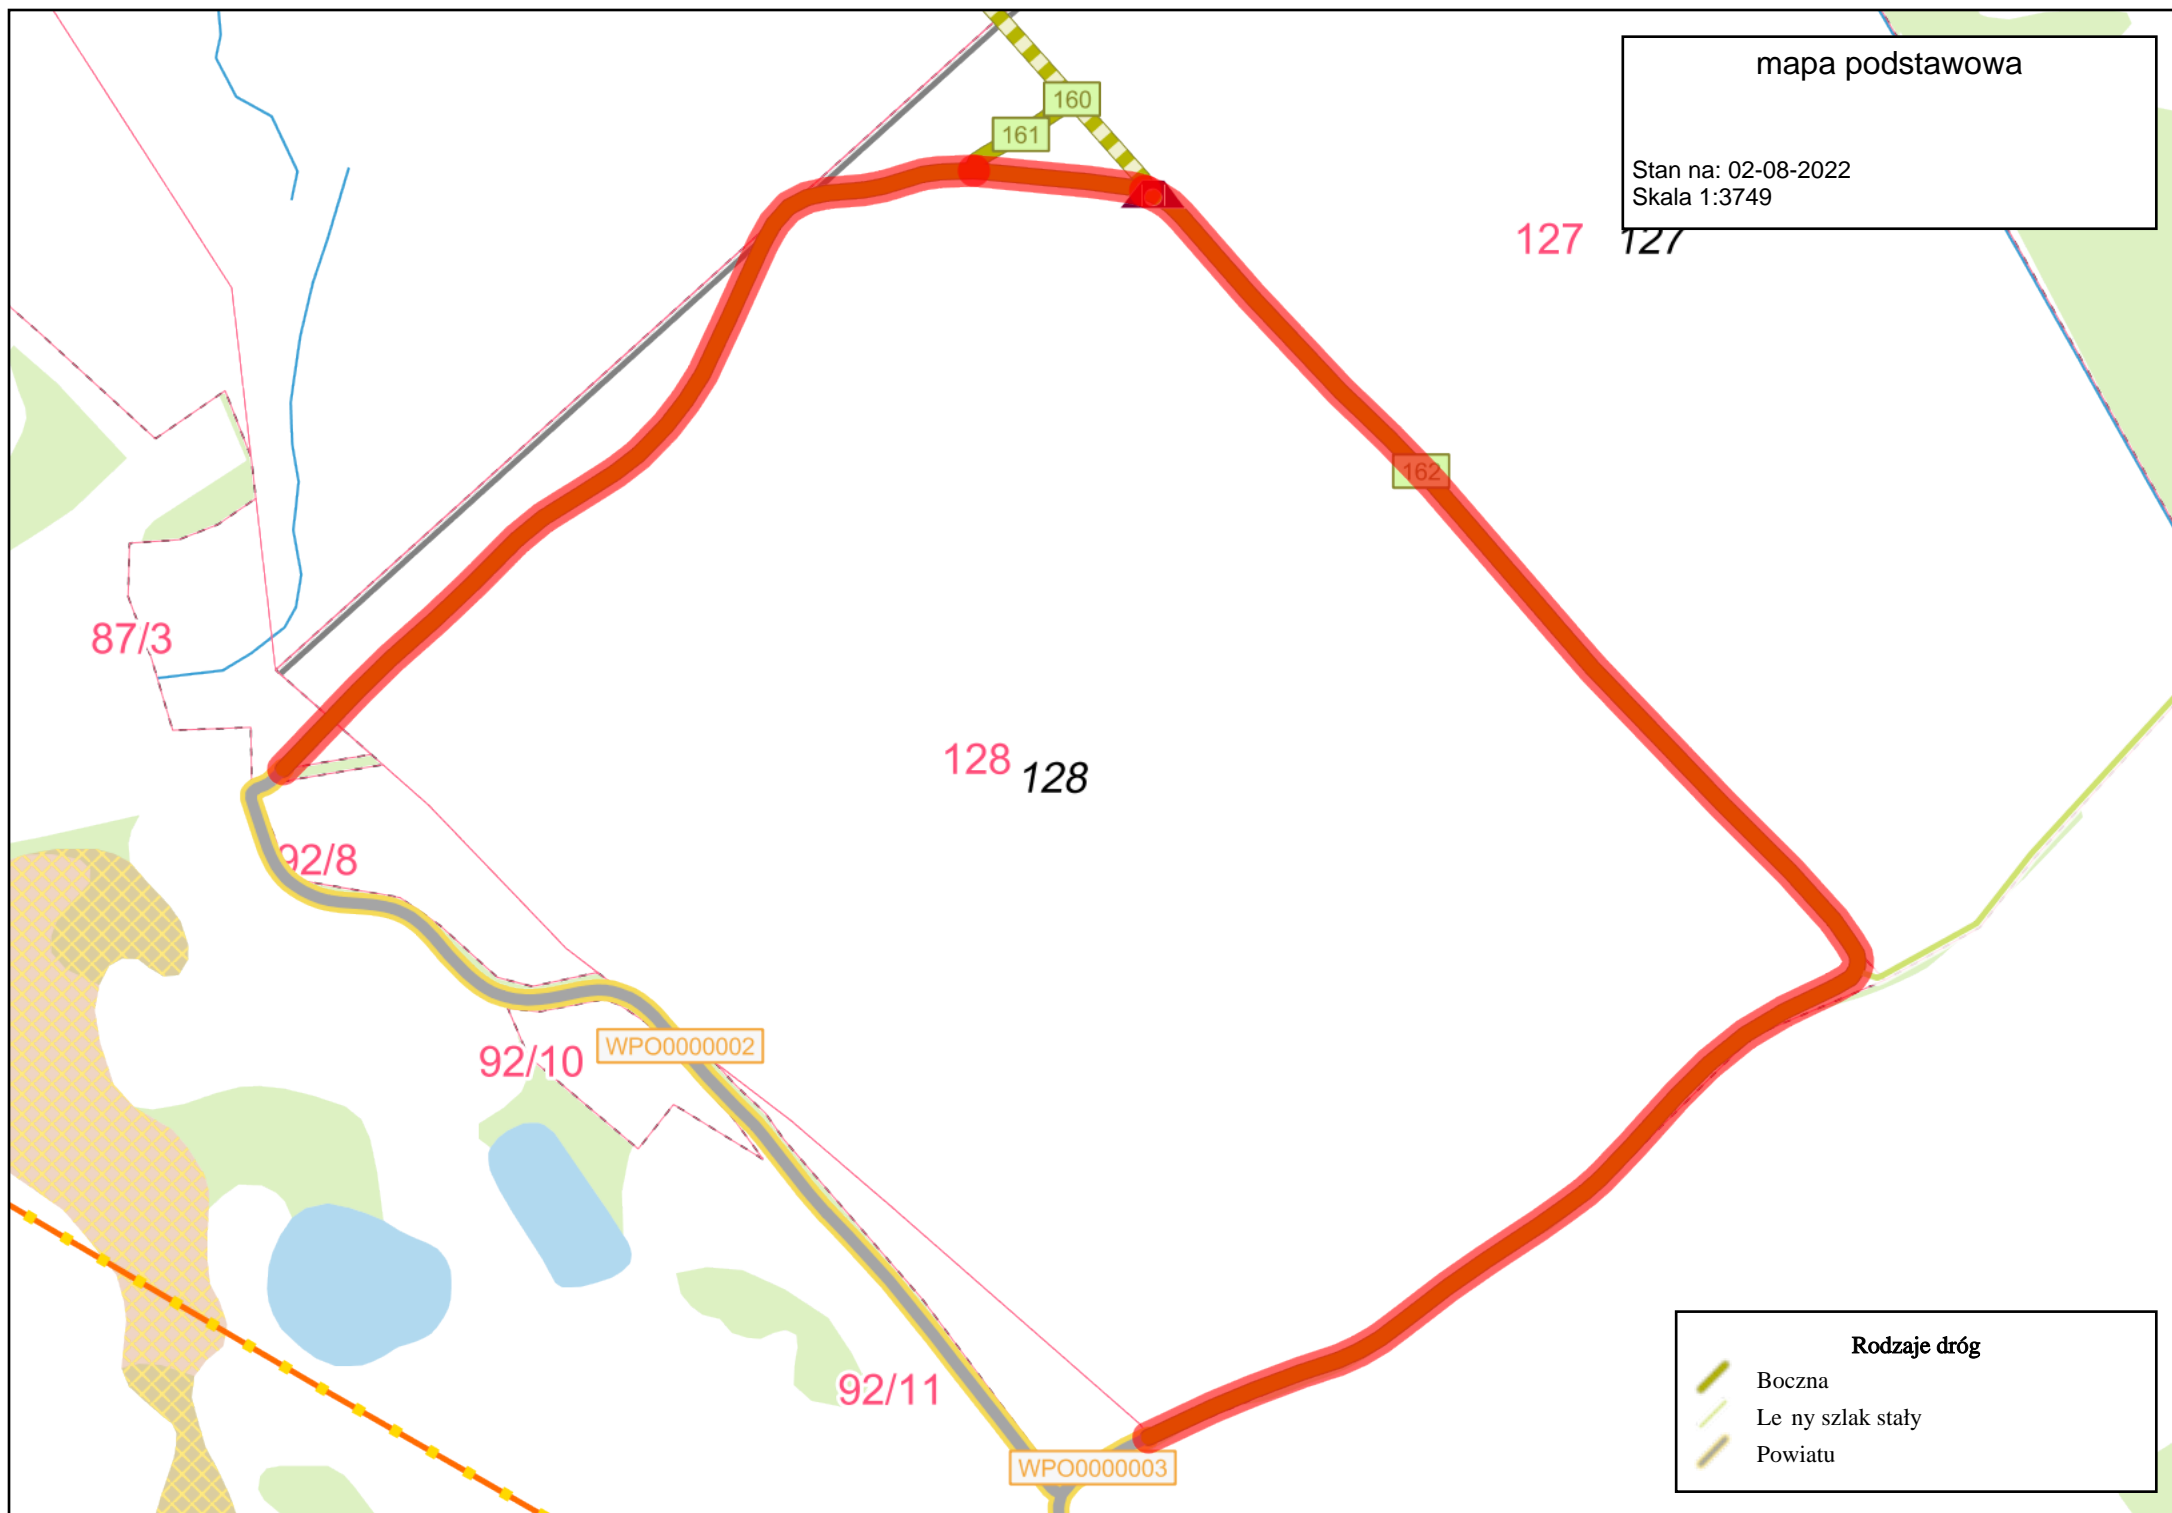 mapa podstawowa
Stan na: 02-08-2022
Skala 1:3749
160
161
127 127
162
87/3
128 128
92/8
WPO0000002
92/10
92/11
WPO0000003
Rodzaje dróg
Boczna
Le ny szlak stały
Powiatu